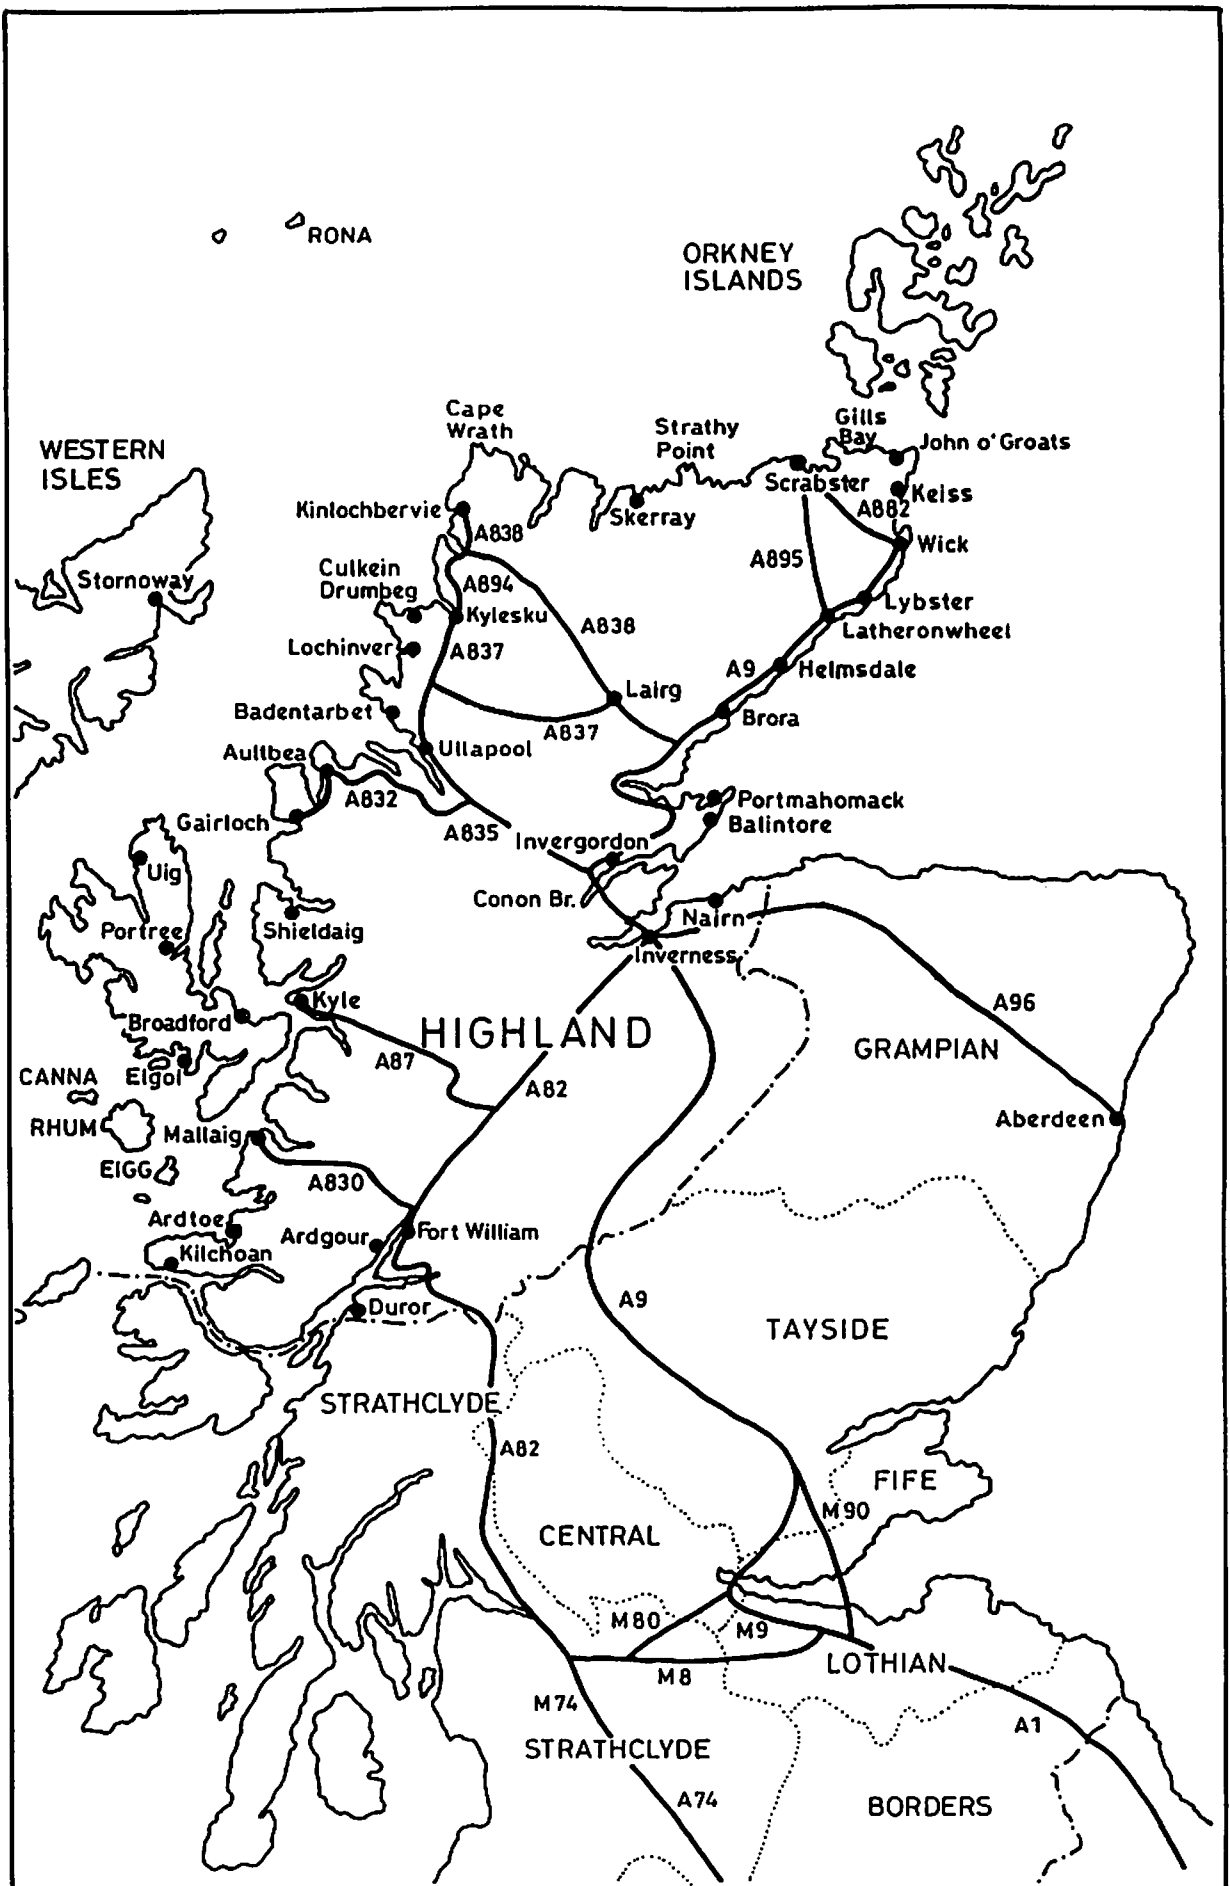 RONA
ORKNEY
ISLANDS
Cape
Wrath
Strathy
Point
Gills
Bay
John o' Groats
WESTERN
ISLES
Scrabster
Keiss
Kinlochbervie
A882
Skerray
A838
Wick
A895
Culkein
Drumbeg
A894
Stornoway
Lybster
Kylesku
A838
Latheronwheel
Lochinver
A837
A9
Helmsdale
Lairg
Badentarbet
A837
Brora
Ullapool
Aultbea
A832
Portmahomack
Gairloch
A835
Balintore
Invergordon
Uig
Conon Br.
Nairn
Portree
Shieldaig
Inverness
Kyle
A96
Broadford
HIGHLAND
A87
GRAMPIAN
CANNA
Elgol
A82
RHUM
Mallaig
Aberdeen
EIGG
A830
Ardtoe
Ardgour
Fort William
Kilchoan
A9
Duror
TAYSIDE
STRATHCLYDE
A82
FIFE
M90
CENTRAL
M80
M9
M8
LOTHIAN
M74
A1
STRATHCLYDE
A74
BORDERS